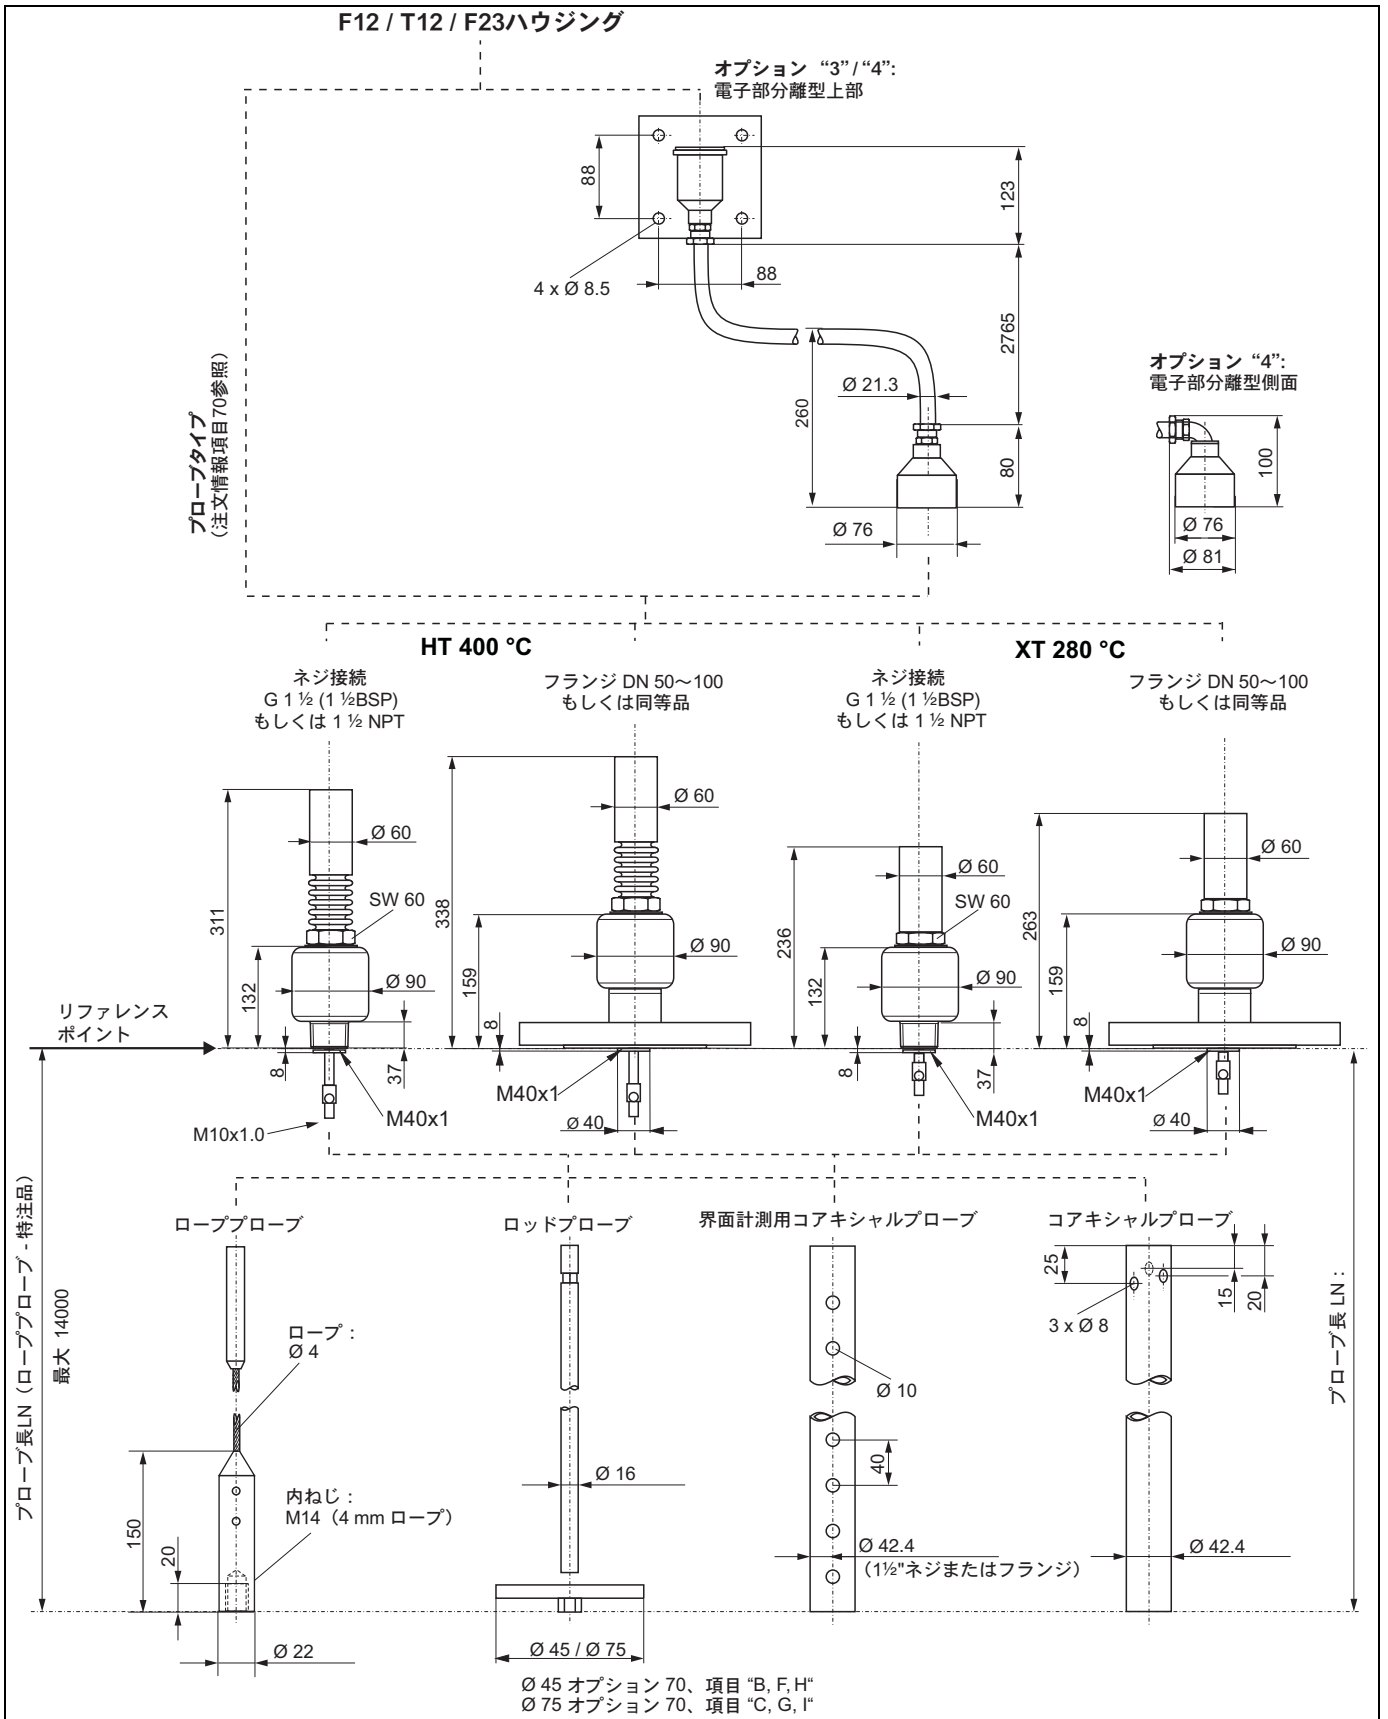 F12 / T12 / F23ハウジング
オプション “3” / “4”:
電子部分離型上部
88
123
4 x Ø 8.5
88
2765
プローブタイプ
（注文情報項目70参照）
オプション “4”:
電子部分離型側面
Ø 21.3
260
80
100
Ø 76
Ø 76
Ø 81
HT 400 °C
XT 280 °C
ネジ接続
G 1 ½ (1 ½BSP)
もしくは 1 ½ NPT
フランジ DN 50～100
もしくは同等品
ネジ接続
G 1 ½ (1 ½BSP)
もしくは 1 ½ NPT
フランジ DN 50～100
もしくは同等品
311
Ø 60
SW 60
132
Ø 90
8
37
M40x1
M10x1.0
338
Ø 60
159
Ø 90
8
M40x1
Ø 40
236
Ø 60
SW 60
132
Ø 90
8
37
M40x1
263
Ø 60
159
Ø 90
8
M40x1
Ø 40
リファレンス
ポイント
プローブ長LN（ローププローブ - 特注品）
最大 14000
ローププローブ
ロッドプローブ
界面計測用コアキシャルプローブ
コアキシャルプローブ
25
15
20
3 x Ø 8
プローブ長 LN：
ロープ：
Ø 4
Ø 10
40
Ø 16
内ねじ：
M14（4 mm ロープ）
150
20
Ø 42.4
（1½"ネジまたはフランジ）
Ø 42.4
Ø 22
Ø 45 / Ø 75
Ø 45 オプション 70、項目 “B, F, H“
Ø 75 オプション 70、項目 “C, G, I“